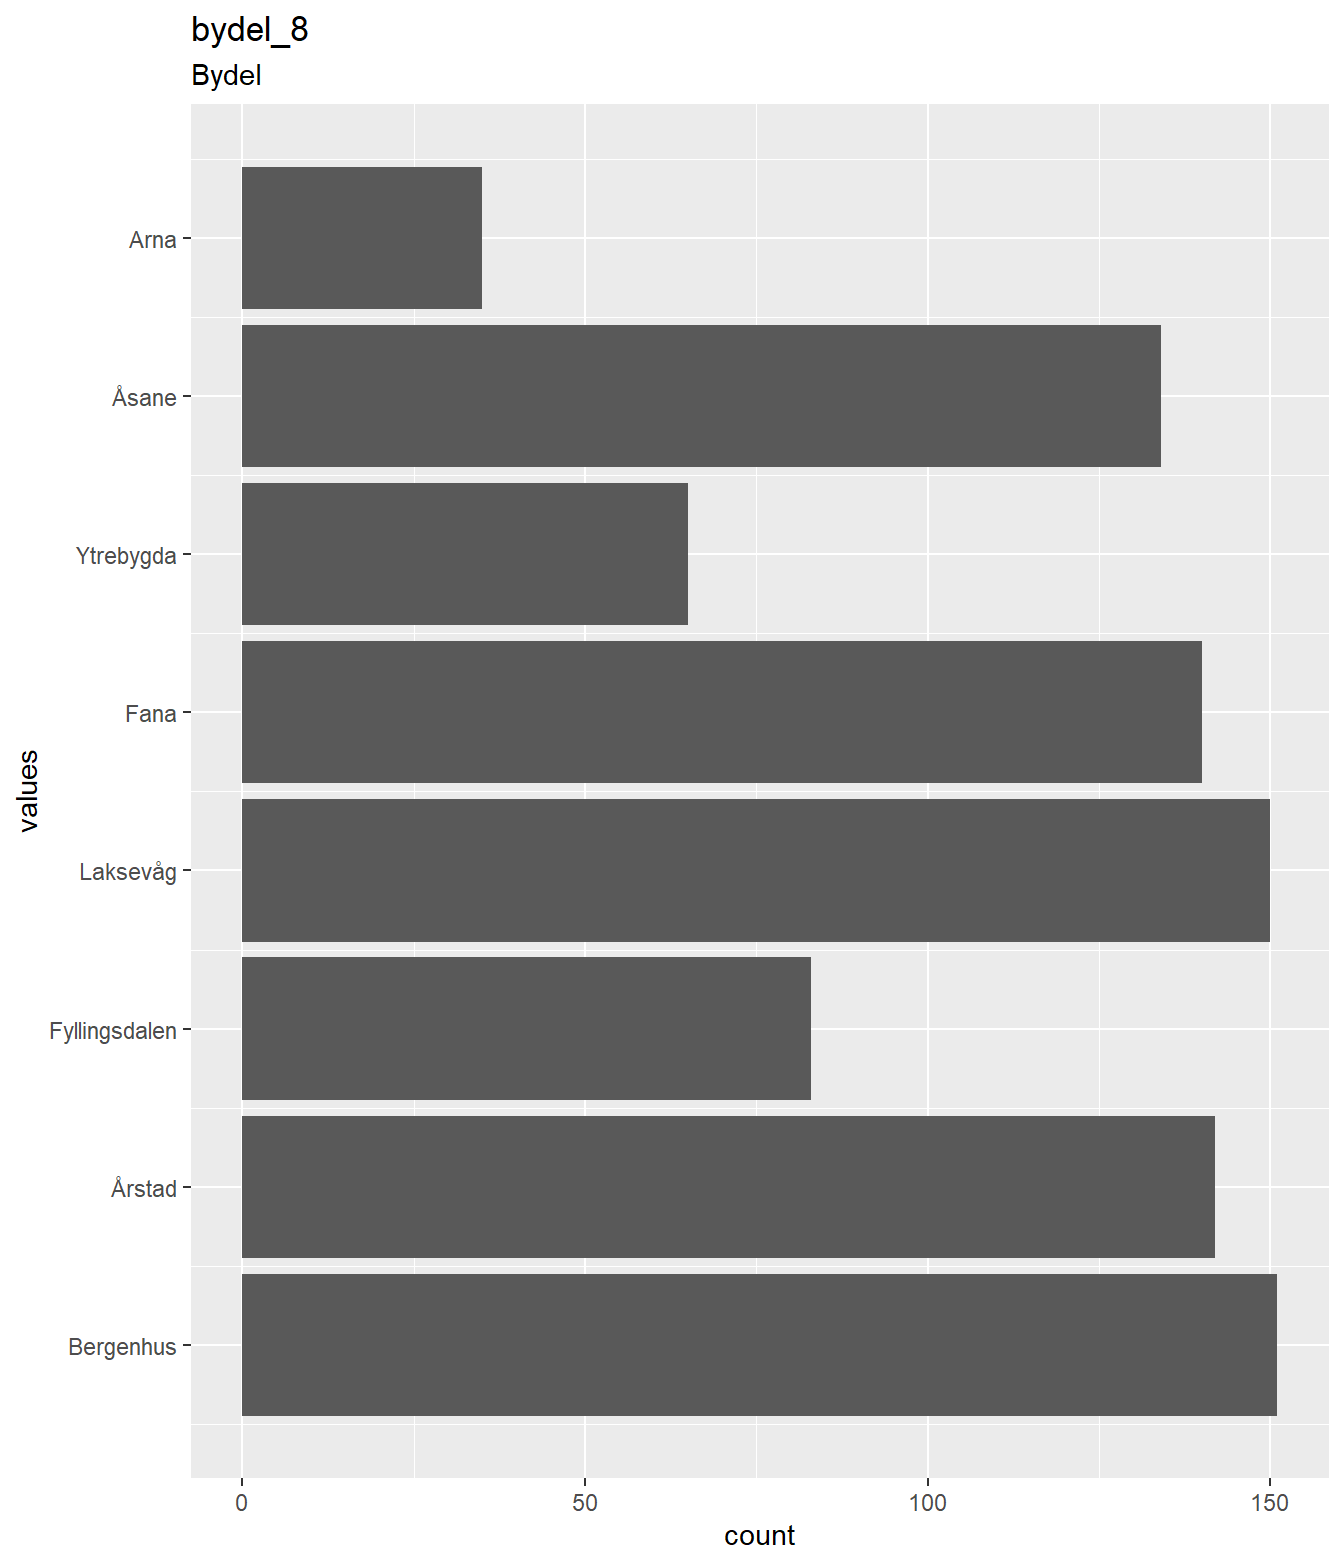 bydel_8
Bydel
values
Arna
Åsane
Ytrebygda
Fana
Laksevåg
Fyllingsdalen
Årstad
Bergenhus
0 50 100 150
count